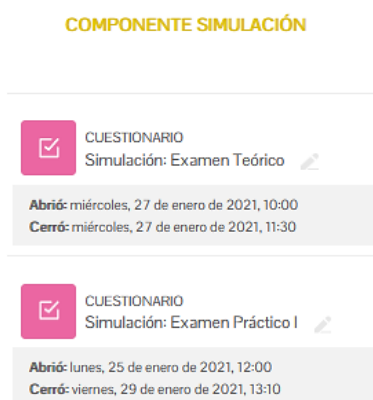 COMPONENTE SIMULACIÓN
CUESTIONARIO
Simulación: Examen Teórico
Abrió: miércoles, 27 de enero de 2021, 10:00
Cerró: miércoles, 27 de enero de 2021, 11:30
CUESTIONARIO
Simulación: Examen Práctico I
Abrió: lunes, 25 de enero de 2021, 12:00
Cerró: viernes, 29 de enero de 2021, 13:10